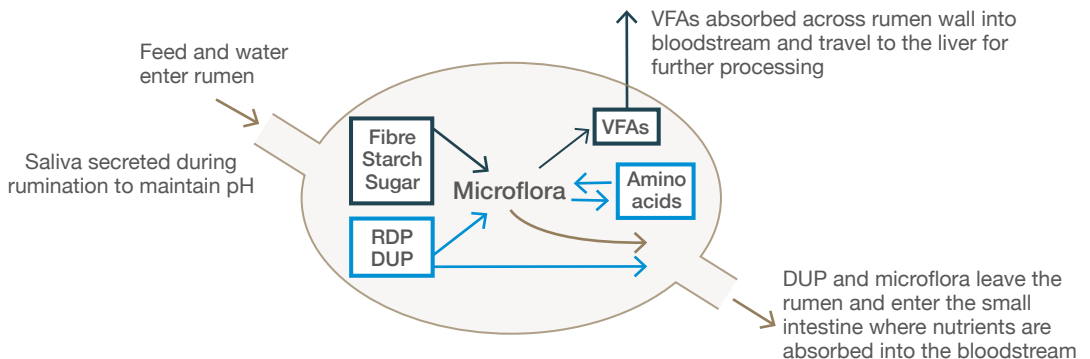 VFAs absorbed across rumen wall into
bloodstream and travel to the liver for
further processing
Feed and water
enter rumen
Saliva secreted during
rumination to maintain pH
Fibre
Starch
Sugar
VFAs
Microflora
Amino
acids
RDP
DUP
DUP and microflora leave the
rumen and enter the small
intestine where nutrients are
absorbed into the bloodstream